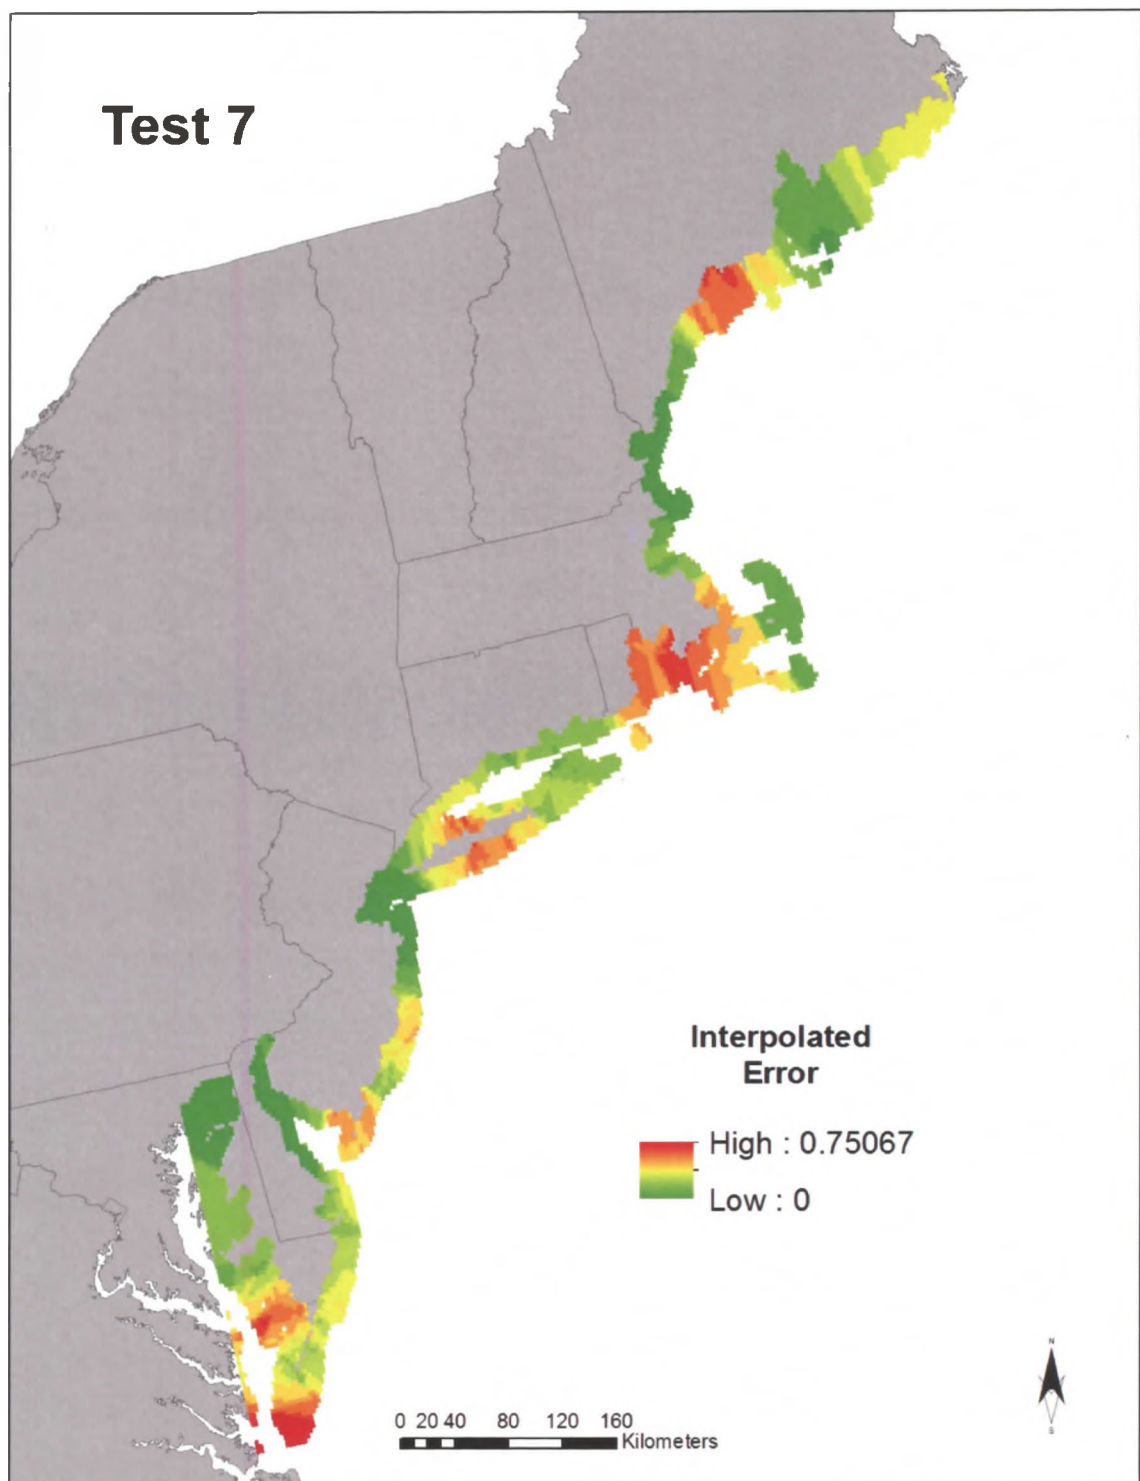 Test 7
Interpolated
Error
High : 0.75067
Low : 0
N
S
0 20 40 80 120 160
Kilometers